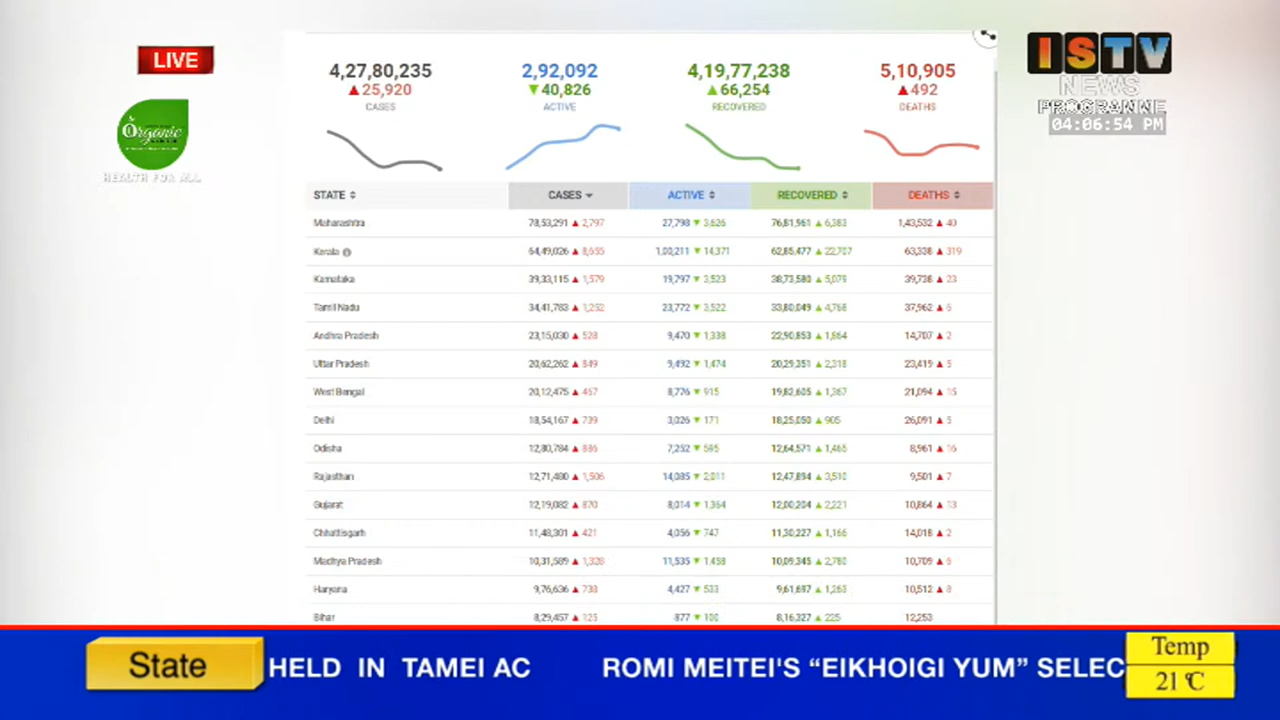 LIVE
Organic
HEALTH FOR ALL
ISTV
NEWS
PROGRAMME
04:06:54 PM
4,27,80,235 2,92,092 4,19,77,238 5,10,905
▲25,920 ▼40,826 ▲66,254 ▲492
CASES ACTIVE RECOVERED DEATHS
STATE CASES ACTIVE RECOVERED DEATHS
Maharashtra 78,53,291 ▲ 2,797 27,798 ▼ 3,626 76,81,961 ▲ 6,383 1,43,532 ▲ 40
Kerala 64,49,026 ▲ 8,655 1,00,211 ▼ 14,371 62,85,477 ▲ 22,707 63,338 ▲ 319
Karnataka 39,33,115 ▲ 1,579 19,797 ▼ 3,523 38,73,580 ▲ 5,079 39,738 ▲ 23
Tamil Nadu 34,41,783 ▲ 1,252 23,772 ▼ 3,522 33,80,049 ▲ 4,768 37,962 ▲ 6
Andhra Pradesh 23,15,030 ▲ 528 9,470 ▼ 1,338 22,90,853 ▲ 1,864 14,707 ▲ 2
Uttar Pradesh 20,62,262 ▲ 849 9,492 ▼ 1,474 20,29,351 ▲ 2,318 23,419 ▲ 5
West Bengal 20,12,475 ▲ 467 8,776 ▼ 915 19,82,605 ▲ 1,367 21,094 ▲ 15
Delhi 18,54,167 ▲ 739 3,026 ▼ 171 18,25,050 ▲ 905 26,091 ▲ 5
Odisha 12,80,784 ▲ 886 7,252 ▼ 595 12,64,571 ▲ 1,465 8,961 ▲ 16
Rajasthan 12,71,480 ▲ 1,506 14,085 ▼ 2,011 12,47,894 ▲ 3,510 9,501 ▲ 7
Gujarat 12,19,082 ▲ 870 8,014 ▼ 1,364 12,00,204 ▲ 2,221 10,864 ▲ 13
Chhattisgarh 11,48,301 ▲ 421 4,056 ▼ 747 11,30,227 ▲ 1,166 14,018 ▲ 2
Madhya Pradesh 10,31,589 ▲ 1,328 11,535 ▼ 1,458 10,09,345 ▲ 2,780 10,709 ▲ 6
Haryana 9,76,636 ▲ 738 4,427 ▼ 533 9,61,697 ▲ 1,263 10,512 ▲ 8
Bihar 8,29,457 ▲ 125 877 ▼ 100 8,16,327 ▲ 225 12,253
State HELD IN TAMEI AC ROMI MEITEI'S “EIKHOIGI YUM” SELEC
Temp
21°C